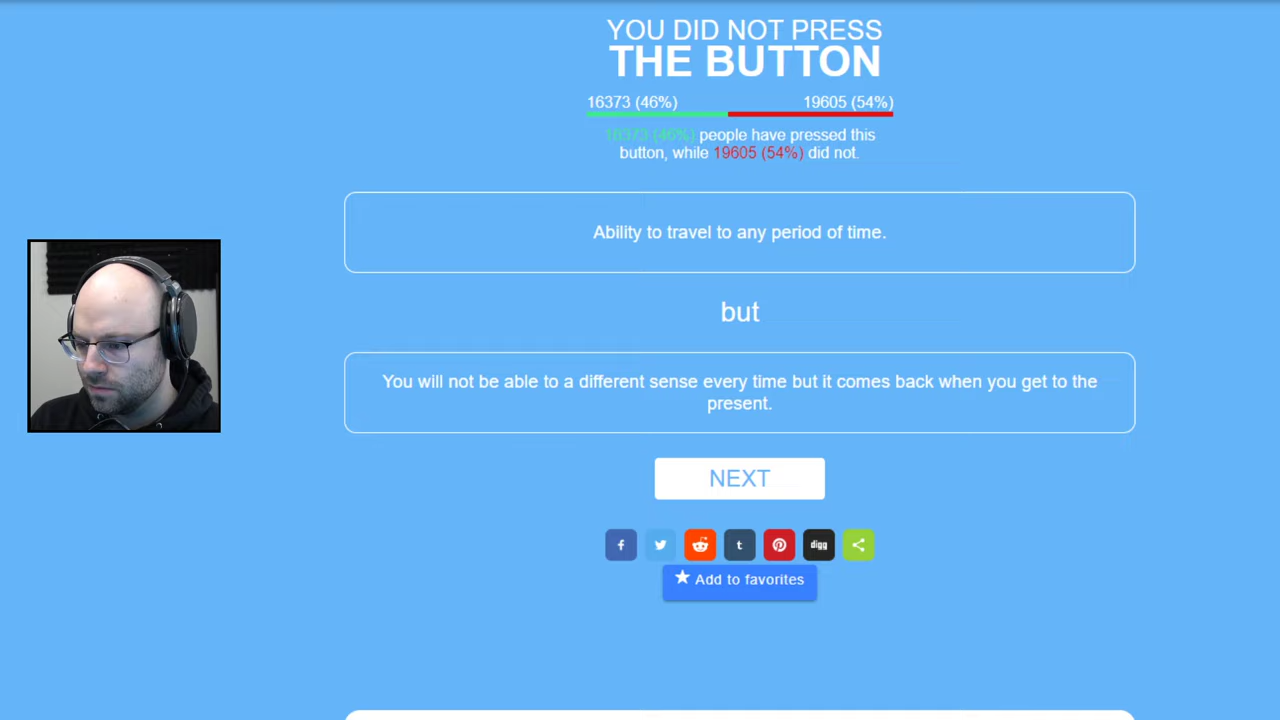 YOU DID NOT PRESS
THE BUTTON
16373 (46%) 19605 (54%)
16373 (46%) people have pressed this
button, while 19605 (54%) did not.
Ability to travel to any period of time.
but
You will not be able to a different sense every time but it comes back when you get to the
present.
NEXT
f t digg
Add to favorites